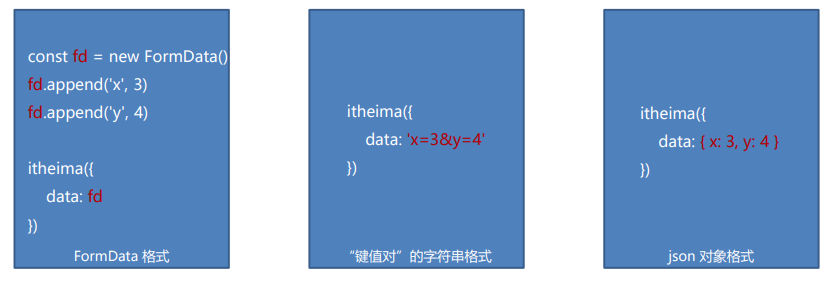 const fd = new FormData()
fd.append('x', 3)
fd.append('y', 4)
itheima({
data: fd
})
FormData 格式
itheima({
data: 'x=3&y=4'
})
“键值对”的字符串格式
itheima({
data: { x: 3, y: 4 }
})
json 对象格式